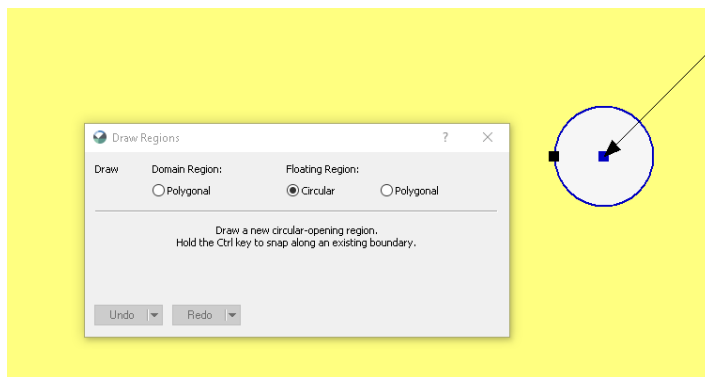 Draw Regions ?
Draw Domain Region: Floating Region:
Polygonal Circular Polygonal
Draw a new circular-opening region.
Hold the Ctrl key to snap along an existing boundary.
Undo Redo